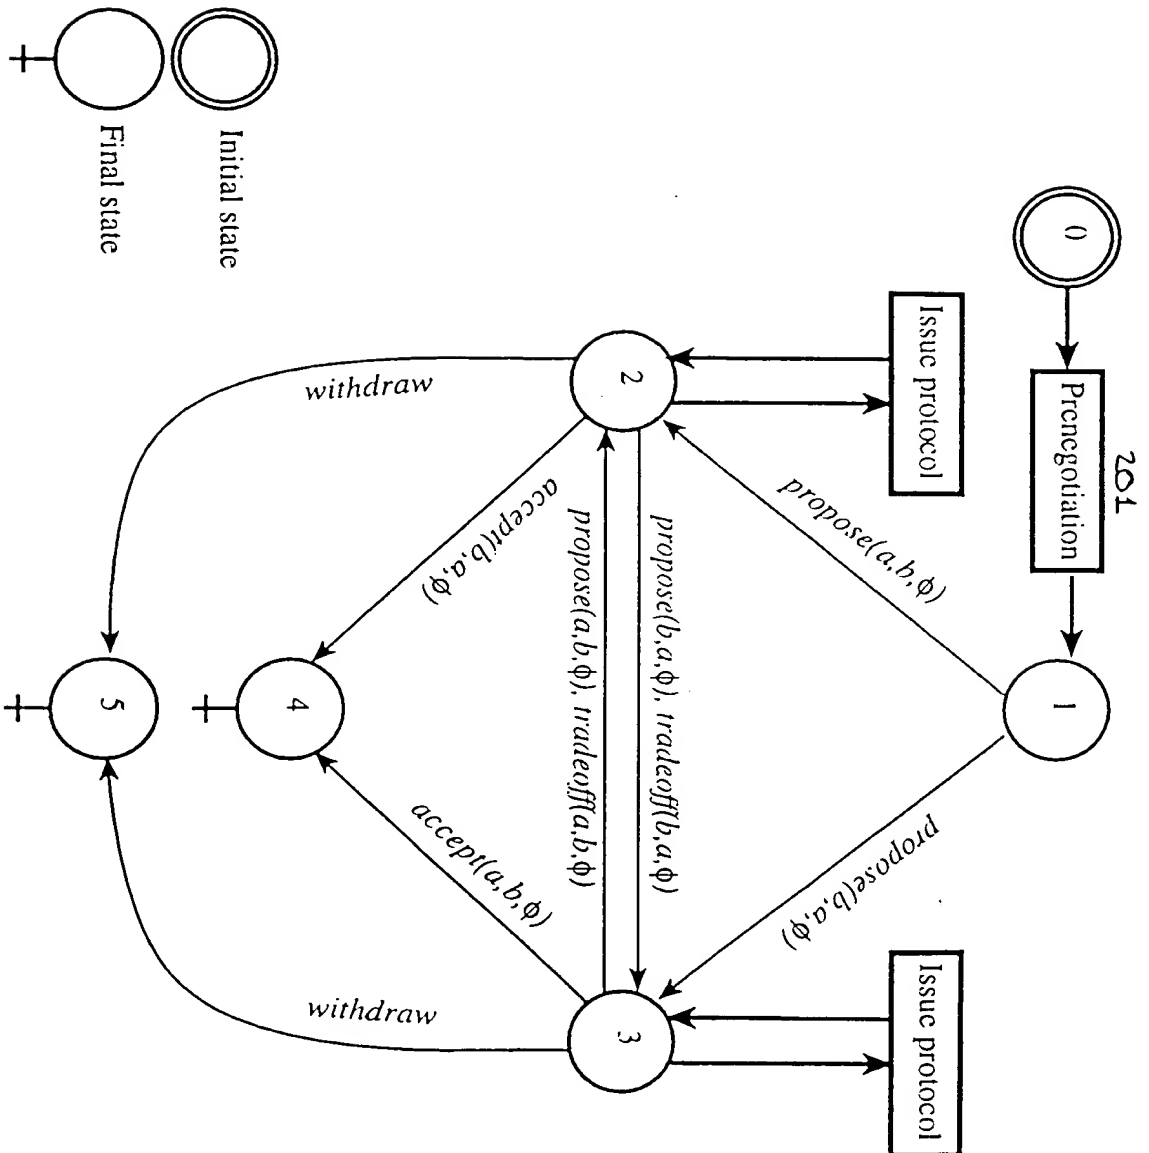 0
Prenegotiation
201
1
propose(a,b,ϕ)
propose(b,a,ϕ)
Issue protocol
Issue protocol
2
3
propose(b,a,ϕ), tradeoff(b,a,ϕ)
propose(a,b,ϕ), tradeoff(a,b,ϕ)
accept(b,a,ϕ)
accept(a,b,ϕ)
4
withdraw
withdraw
5
Initial state
Final state